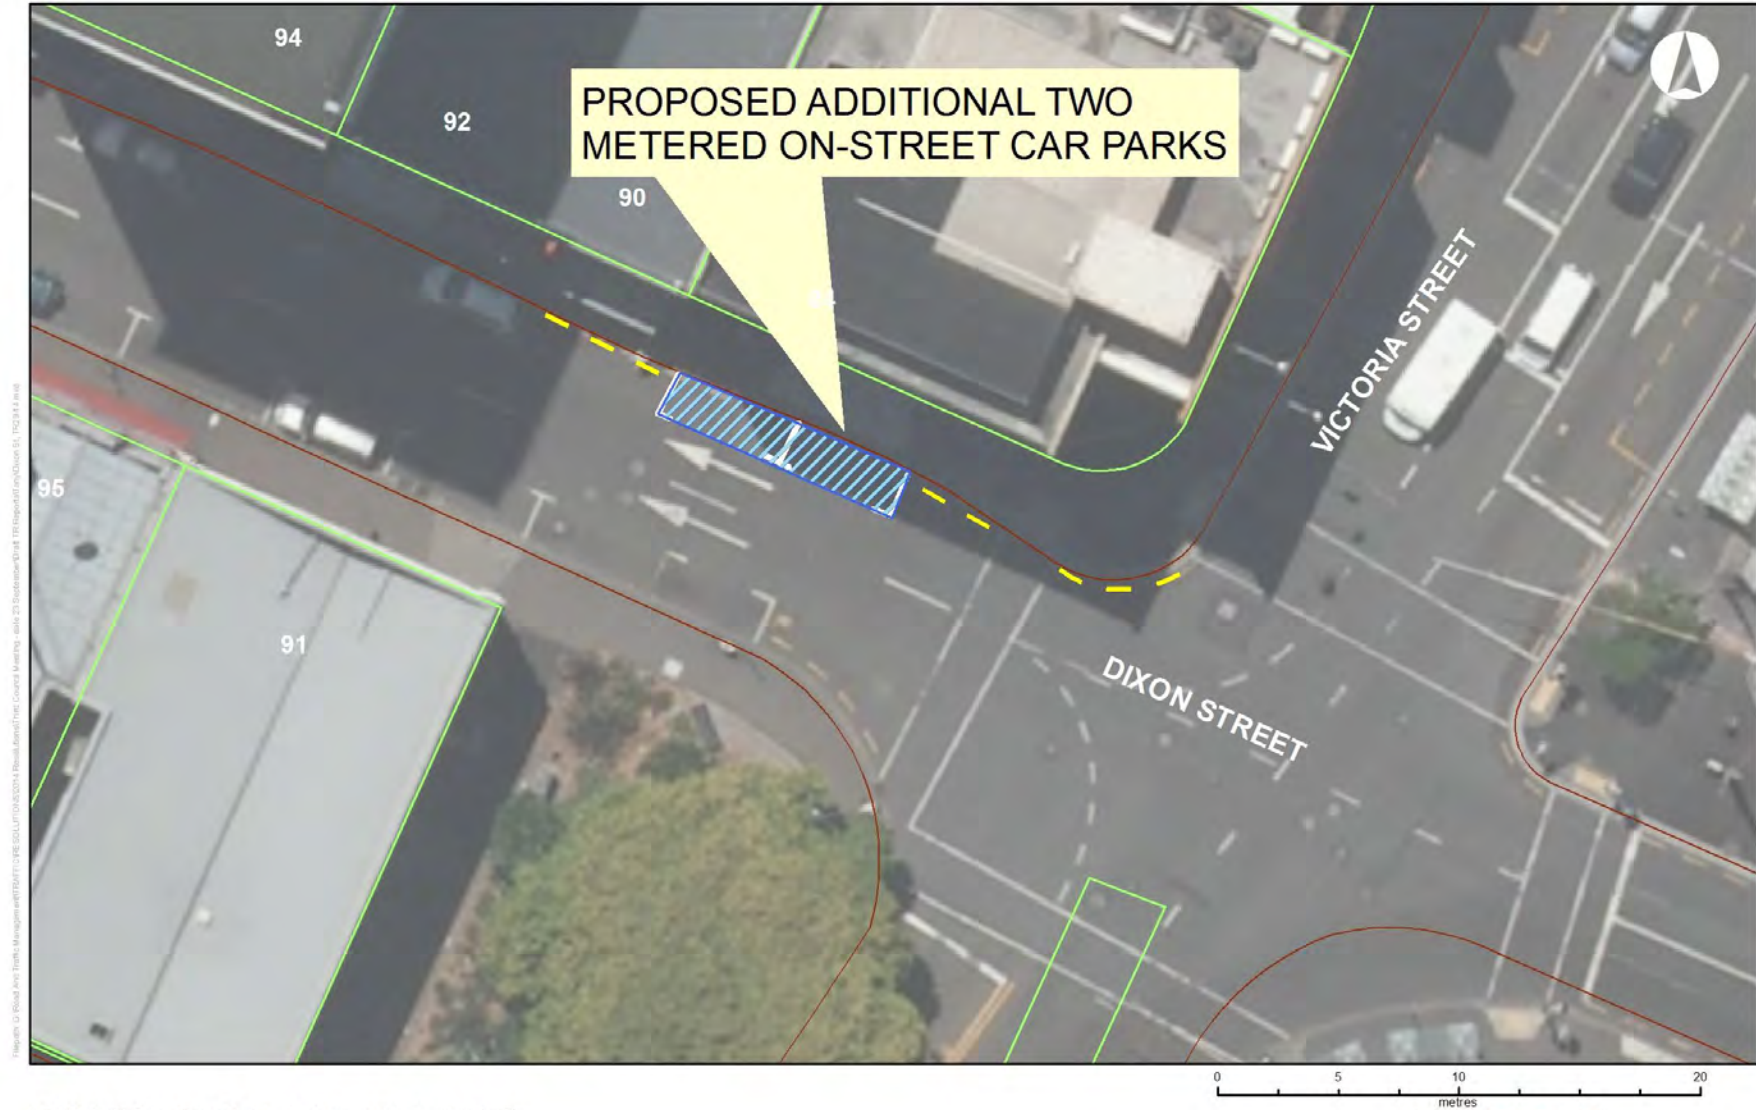 94
92
PROPOSED ADDITIONAL TWO
METERED ON-STREET CAR PARKS
90
VICTORIA STREET
95
91
DIXON STREET
0 5 10 20
metres